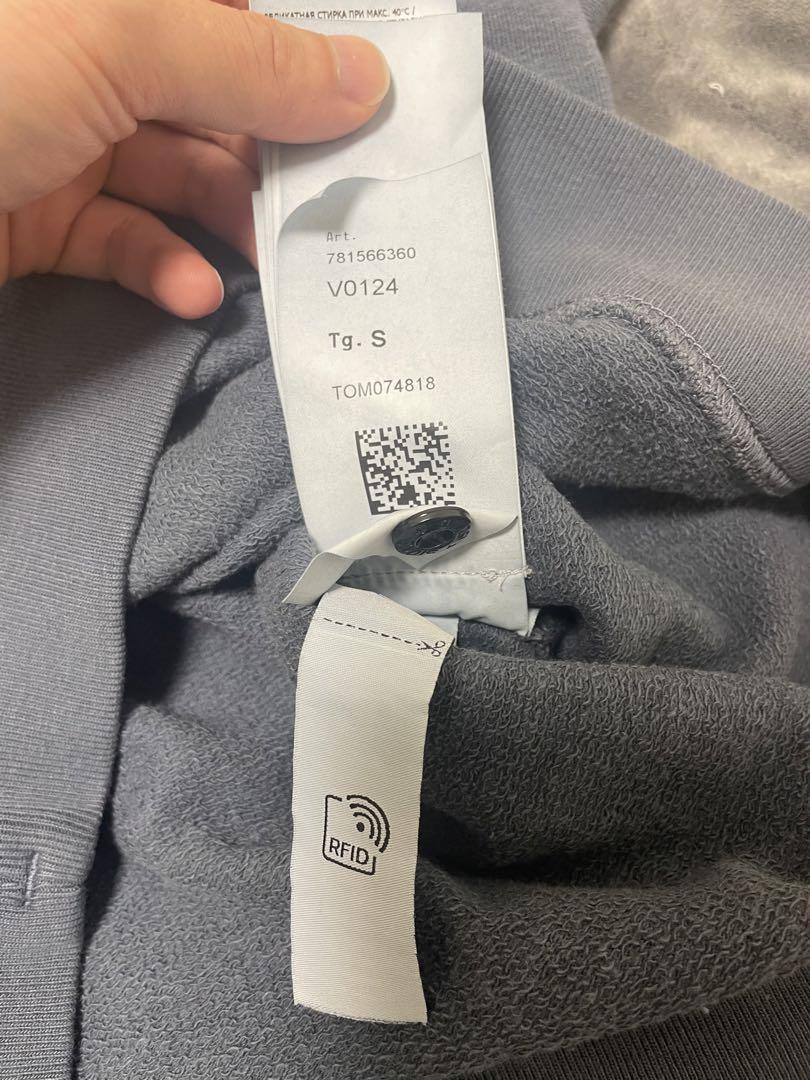 ДЕЛИКАТНАЯ СТИРКА ПРИ МАКС. 40°C /
Art.
781566360
V0124
Tg. S
TOM074818
RFID